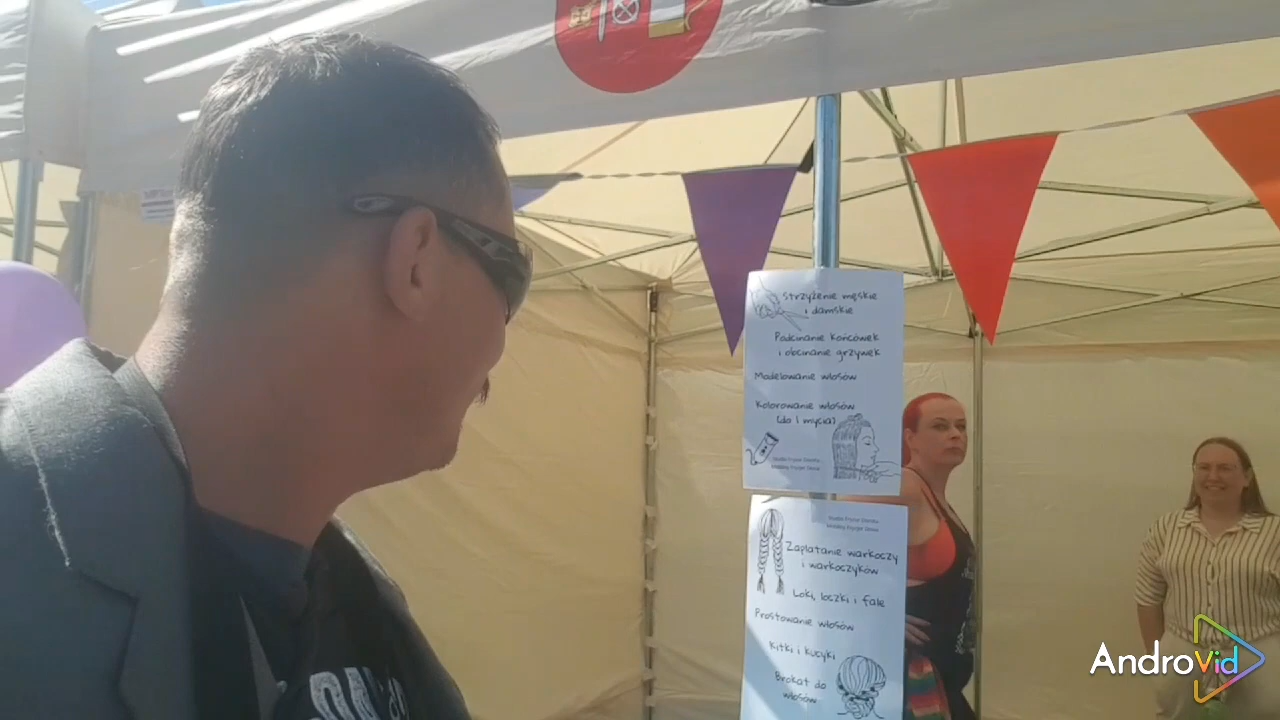 Strzyżenie męskie
i damskie
Podcinanie końcówek
i obcinanie grzywek
Modelowanie włosów
Kolorowanie włosów
(do 1 mycia)
Zaplatanie warkoczy
i warkoczyków
Loki, loczki i fale
Prostowanie włosów
Kitki i kucyki
Brokat do
włosów
AndroVid